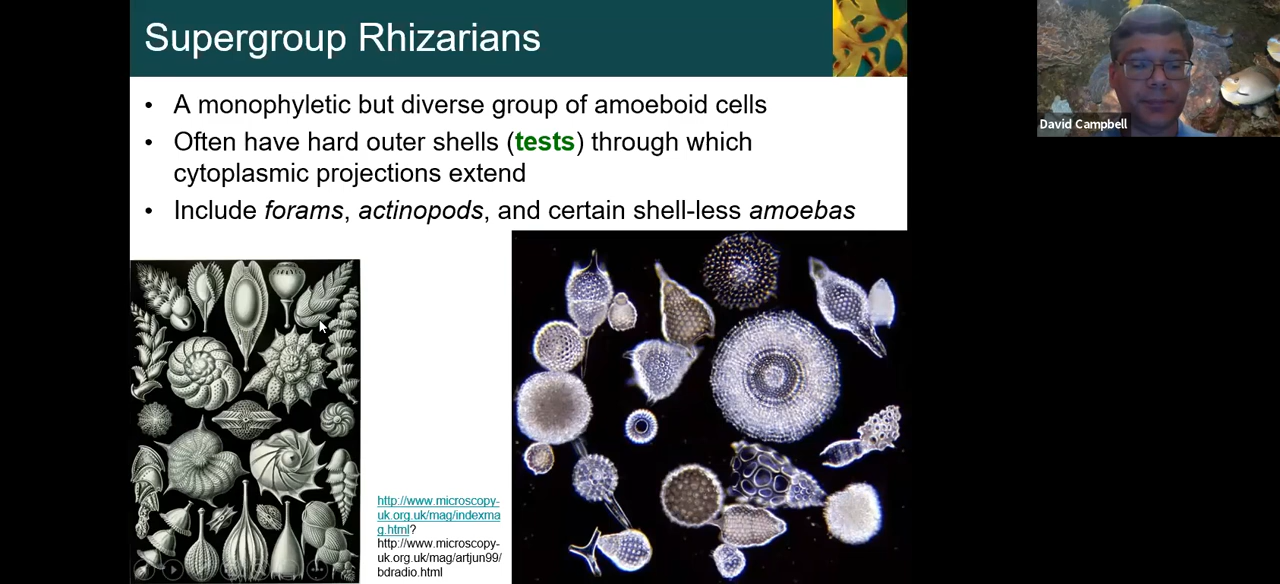 Supergroup Rhizarians
• A monophyletic but diverse group of amoeboid cells
• Often have hard outer shells (tests) through which
cytoplasmic projections extend
• Include forams, actinopods, and certain shell-less amoebas
http://www.microscopy-
uk.org.uk/mag/indexma
g.html?
http://www.microscopy-
uk.org.uk/mag/artjun99/
bdradio.html
David Campbell